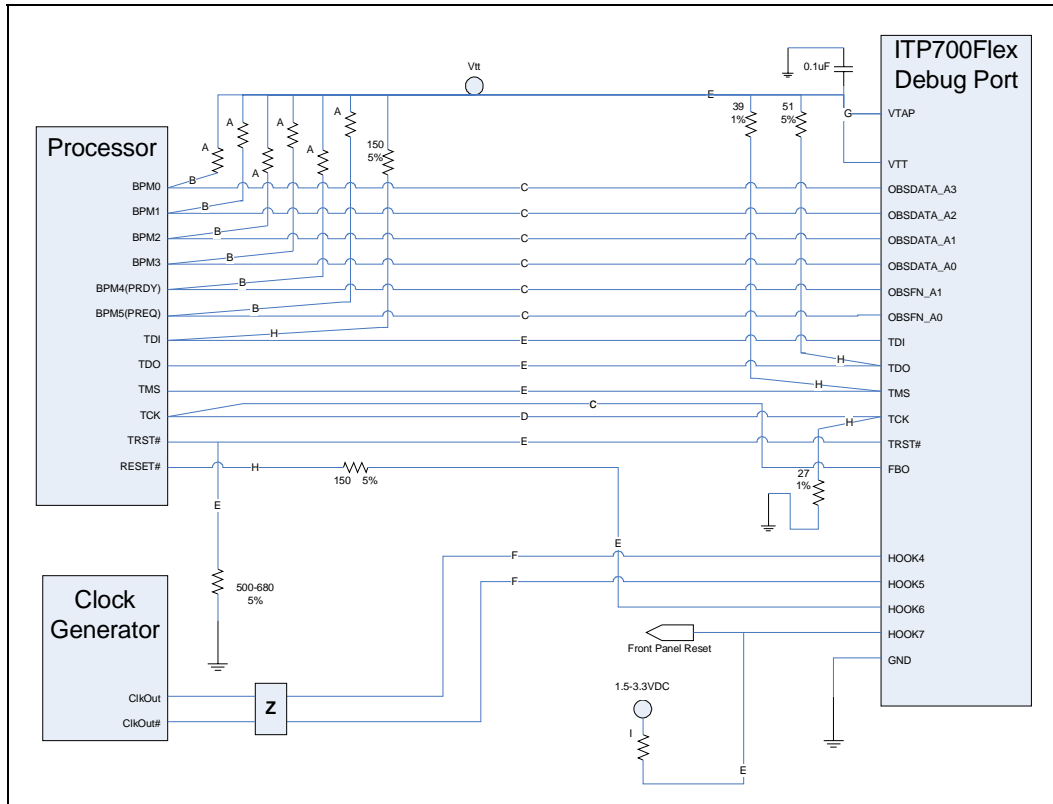 ITP700Flex
Debug Port
0.1uF
Vtt
E
G
VTAP
VTT
Processor
A
A
A
A
A
A
150
5%
39
1%
51
5%
BPM0
B
C
OBSDATA_A3
BPM1
B
C
OBSDATA_A2
BPM2
B
C
OBSDATA_A1
BPM3
B
C
OBSDATA_A0
BPM4(PRDY)
B
C
OBSFN_A1
BPM5(PREQ)
B
C
OBSFN_A0
TDI
H
E
TDI
TDO
E
H
TDO
TMS
E
H
TMS
TCK
C
D
H
TCK
TRST#
E
TRST#
RESET#
H
150 5%
FBO
27
1%
E
E
500-680
5%
Clock
Generator
F
HOOK4
F
HOOK5
HOOK6
HOOK7
Front Panel Reset
GND
1.5-3.3VDC
I
E
ClkOut
ClkOut#
Z